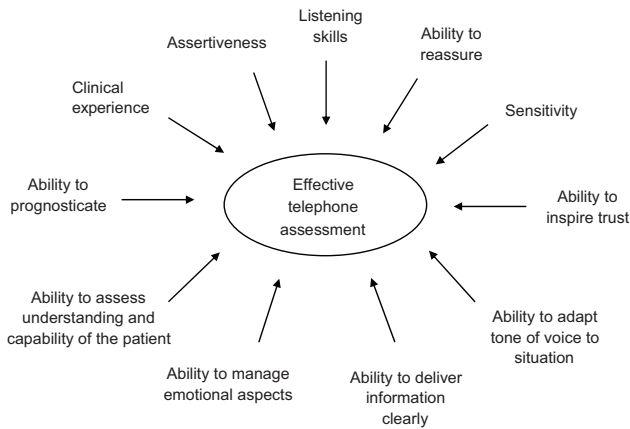 Listening
skills
Assertiveness
Ability to
reassure
Clinical
experience
Sensitivity
Effective
telephone
assessment
Ability to
prognosticate
Ability to
inspire trust
Ability to assess
understanding and
capability of the patient
Ability to adapt
tone of voice to
situation
Ability to manage
emotional aspects
Ability to deliver
information
clearly